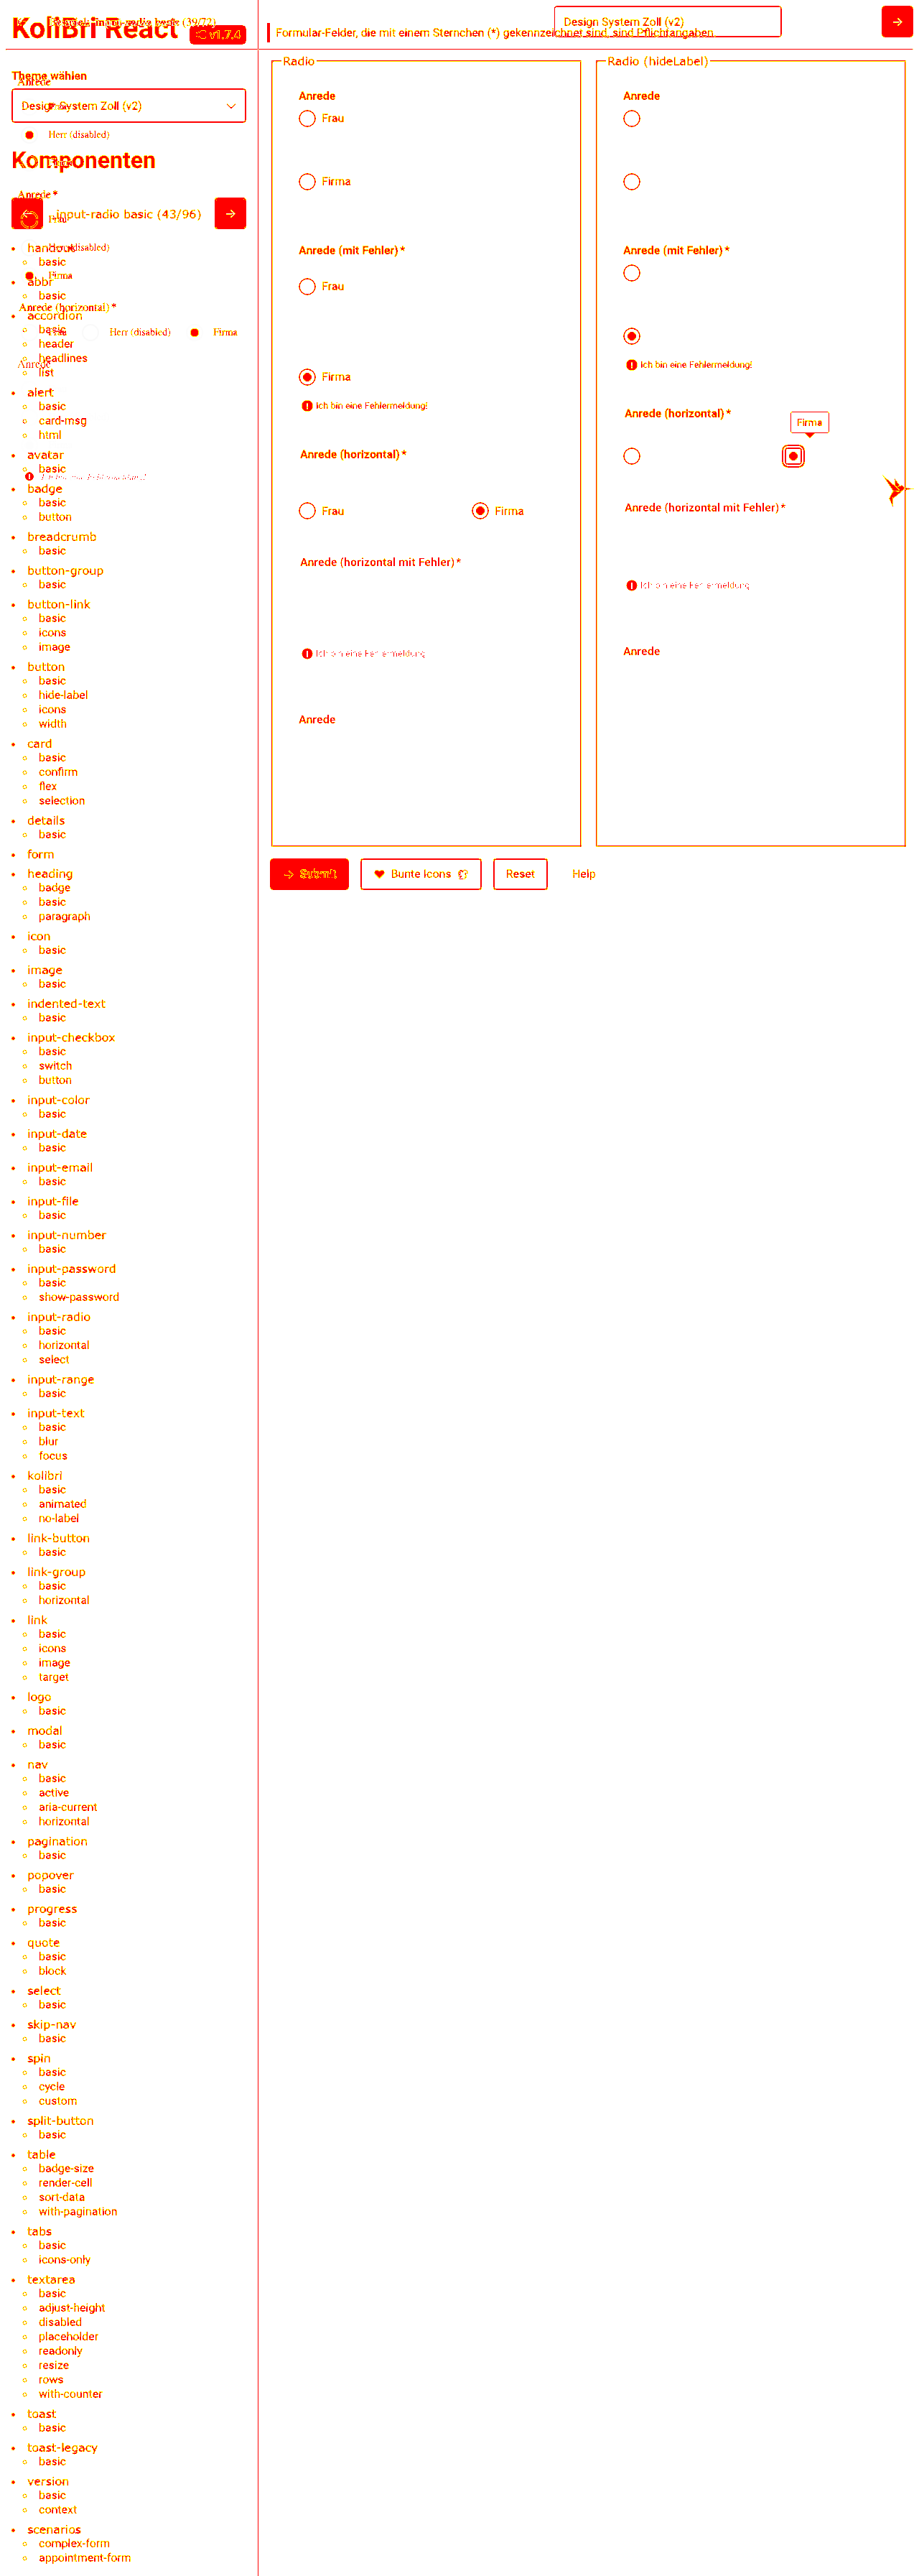 KoliBri React
v1.7.4
Design System Zoll (v2)
Formular-Felder, die mit einem Sternchen (*) gekennzeichnet sind, sind Pflichtangaben
Theme wählen
Anrede
Design System Zoll (v2)
Herr (disabled)
Komponenten
Anrede *
input-radio basic (43/96)
handout
(disabled)
basic
Firma
abbr
basic
Anrede (horizontal) *
accordion
basic
Herr (disabled)
Firma
header
headlines
Anrede
list
alert
basic
card-msg
html
avatar
basic
badge
basic
button
breadcrumb
basic
button-group
basic
button-link
basic
icons
image
button
basic
hide-label
icons
width
card
basic
confirm
flex
selection
details
basic
form
heading
badge
basic
paragraph
icon
basic
image
basic
indented-text
basic
input-checkbox
basic
switch
button
input-color
basic
input-date
basic
input-email
basic
input-file
basic
input-number
basic
input-password
basic
show-password
input-radio
basic
horizontal
select
input-range
basic
input-text
basic
blur
focus
kolibri
basic
animated
no-label
link-button
basic
link-group
basic
horizontal
link
basic
icons
image
target
logo
basic
modal
basic
nav
basic
active
aria-current
horizontal
pagination
basic
popover
basic
progress
basic
quote
basic
block
select
basic
skip-nav
basic
spin
basic
cycle
custom
split-button
basic
table
badge-size
render-cell
sort-data
with-pagination
tabs
basic
icons-only
textarea
basic
adjust-height
disabled
placeholder
readonly
resize
rows
with-counter
toast
basic
toast-legacy
basic
version
basic
context
scenarios
complex-form
appointment-form
Radio
Anrede
Frau
Firma
Anrede (mit Fehler) *
Frau
Firma
Ich bin eine Fehlermeldung!
Anrede (horizontal) *
Frau
Firma
Anrede (horizontal mit Fehler) *
Ich bin eine Fehlermeldung
Anrede
Radio (hideLabel)
Anrede
Anrede (mit Fehler) *
Ich bin eine Fehlermeldung!
Anrede (horizontal) *
Firma
Anrede (horizontal mit Fehler) *
Ich bin eine Fehlermeldung
Anrede
Submit
Bunte Icons
Reset
Help